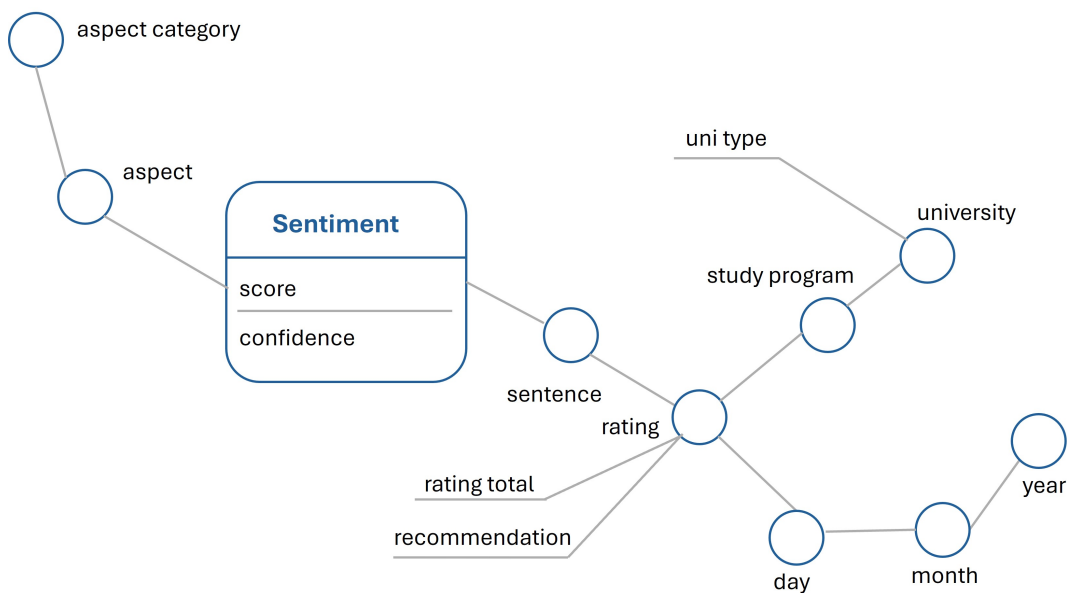 aspect category
uni type
aspect
university
Sentiment
study program
score
confidence
sentence
rating
rating total
year
recommendation
month
day